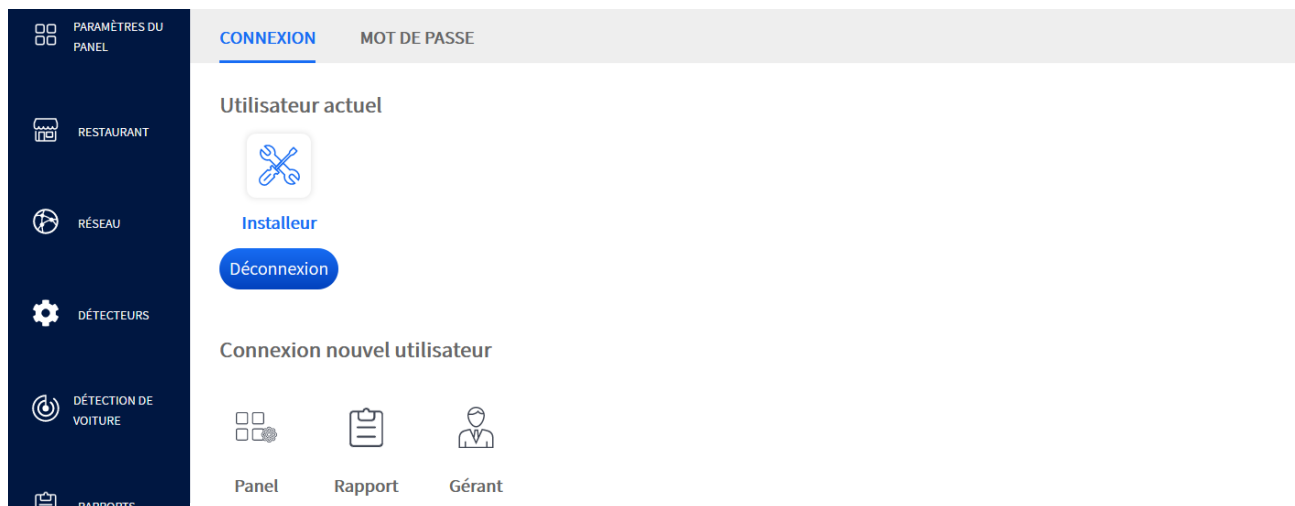 PARAMÈTRES DU
PANEL
RESTAURANT
RÉSEAU
DÉTECTEURS
DÉTECTION DE
VOITURE
RAPPORTS
CONNEXION MOT DE PASSE
Utilisateur actuel
Installeur
Déconnexion
Connexion nouvel utilisateur
Panel Rapport Gérant